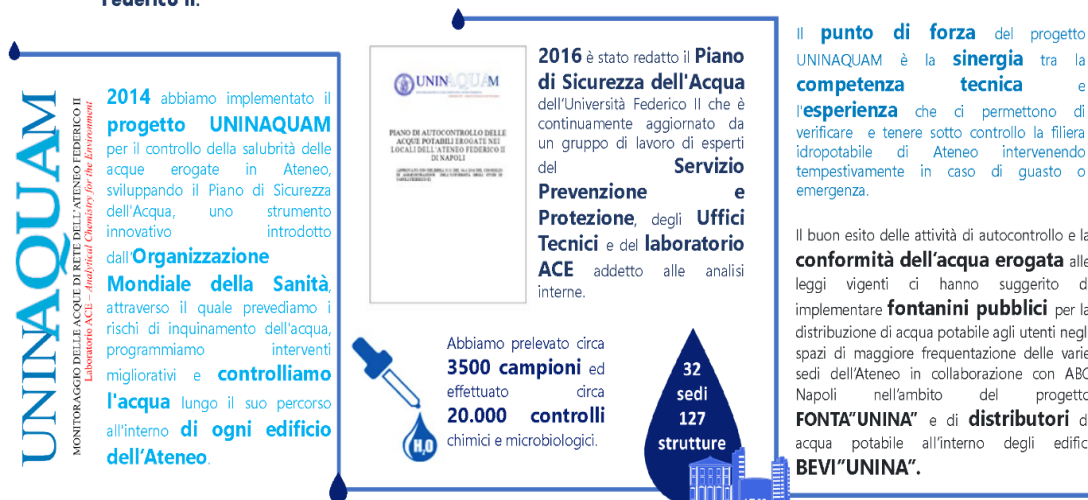 Federico II.
UNINAQUAM
MONITORAGGIO DELLE ACQUE DI RETE DELL'ATENEO FEDERICO II
Laboratorio ACE – Analytical Chemistry for the Environment
2014 abbiamo implementato il
progetto UNINAQUAM
per il controllo della salubrità delle
acque erogate in Ateneo,
sviluppando il Piano di Sicurezza
dell'Acqua, uno strumento
innovativo introdotto
dall'Organizzazione
Mondiale della Sanità,
attraverso il quale prevediamo i
rischi di inquinamento dell'acqua,
programmiamo interventi
migliorativi e controlliamo
l'acqua lungo il suo percorso
all'interno di ogni edificio
dell'Ateneo.
UNINAQUAM
PIANO DI AUTOCONTROLLO DELLE
ACQUE POTABILI EROGATE NEI
LOCALI DELL'ATENEO FEDERICO II
DI NAPOLI
2016 è stato redatto il Piano
di Sicurezza dell'Acqua
dell'Università Federico II che è
continuamente aggiornato da
un gruppo di lavoro di esperti
del Servizio
Prevenzione e
Protezione, degli Uffici
Tecnici e del laboratorio
ACE addetto alle analisi
interne.
Abbiamo prelevato circa
3500 campioni ed
effettuato circa
20.000 controlli
chimici e microbiologici.
H₂O
32
sedi
127
strutture
Il punto di forza del progetto
UNINAQUAM è la sinergia tra la
competenza tecnica e
l'esperienza che ci permettono di
verificare e tenere sotto controllo la filiera
idropotabile di Ateneo intervenendo
tempestivamente in caso di guasto o
emergenza.
Il buon esito delle attività di autocontrollo e la
conformità dell'acqua erogata alle
leggi vigenti ci hanno suggerito d
implementare fontanini pubblici per la
distribuzione di acqua potabile agli utenti negl
spazi di maggiore frequentazione delle varie
sedi dell'Ateneo in collaborazione con ABC
Napoli nell'ambito del progetto
FONTA"UNINA" e di distributori d
acqua potabile all'interno degli edific
BEVI"UNINA".